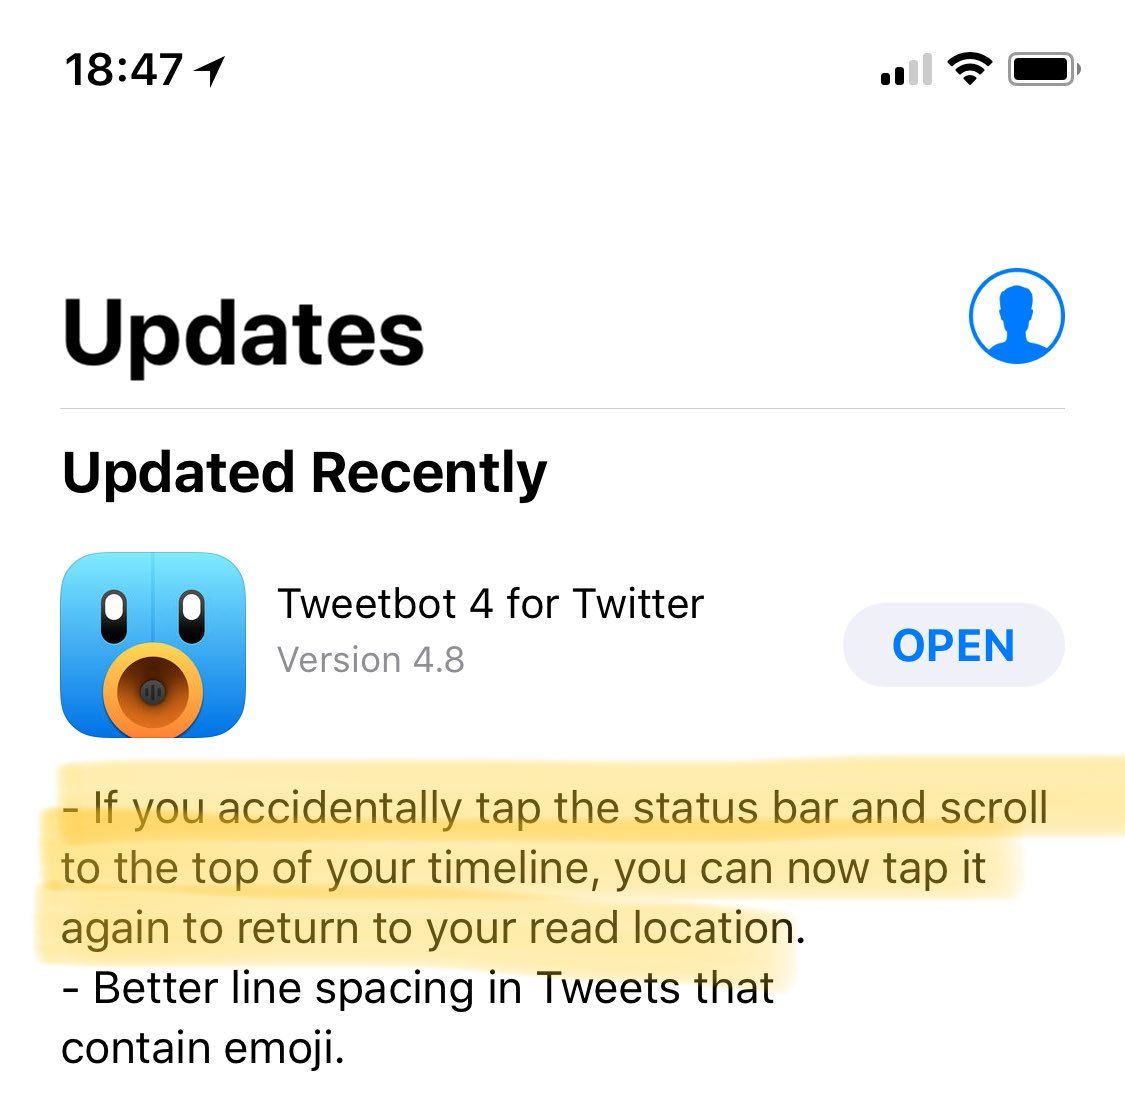 18:47
Updates
Updated Recently
Tweetbot 4 for Twitter
Version 4.8
OPEN
- If you accidentally tap the status bar and scroll
to the top of your timeline, you can now tap it
again to return to your read location.
- Better line spacing in Tweets that
contain emoji.